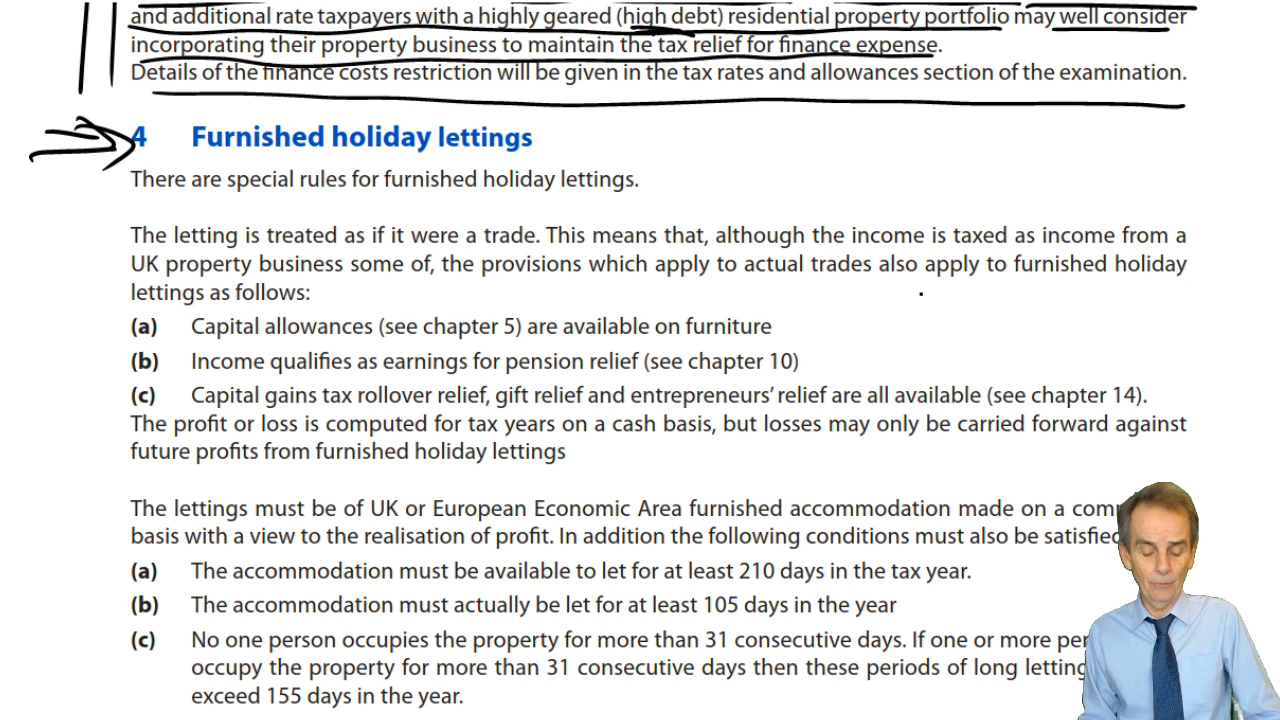 and additional rate taxpayers with a highly geared (high debt) residential property portfolio may well consider
incorporating their property business to maintain the tax relief for finance expense.
Details of the finance costs restriction will be given in the tax rates and allowances section of the examination.
4 Furnished holiday lettings
There are special rules for furnished holiday lettings.
The letting is treated as if it were a trade. This means that, although the income is taxed as income from a
UK property business some of, the provisions which apply to actual trades also apply to furnished holiday
lettings as follows:
(a) Capital allowances (see chapter 5) are available on furniture
(b) Income qualifies as earnings for pension relief (see chapter 10)
(c) Capital gains tax rollover relief, gift relief and entrepreneurs' relief are all available (see chapter 14).
The profit or loss is computed for tax years on a cash basis, but losses may only be carried forward against
future profits from furnished holiday lettings
The lettings must be of UK or European Economic Area furnished accommodation made on a
basis with a view to the realisation of profit. In addition the following conditions must also be satisfied
(a) The accommodation must be available to let for at least 210 days in the tax year.
(b) The accommodation must actually be let for at least 105 days in the year
(c) No one person occupies the property for more than 31 consecutive days. If one or more
occupy the property for more than 31 consecutive days then these periods of long letting
exceed 155 days in the year.